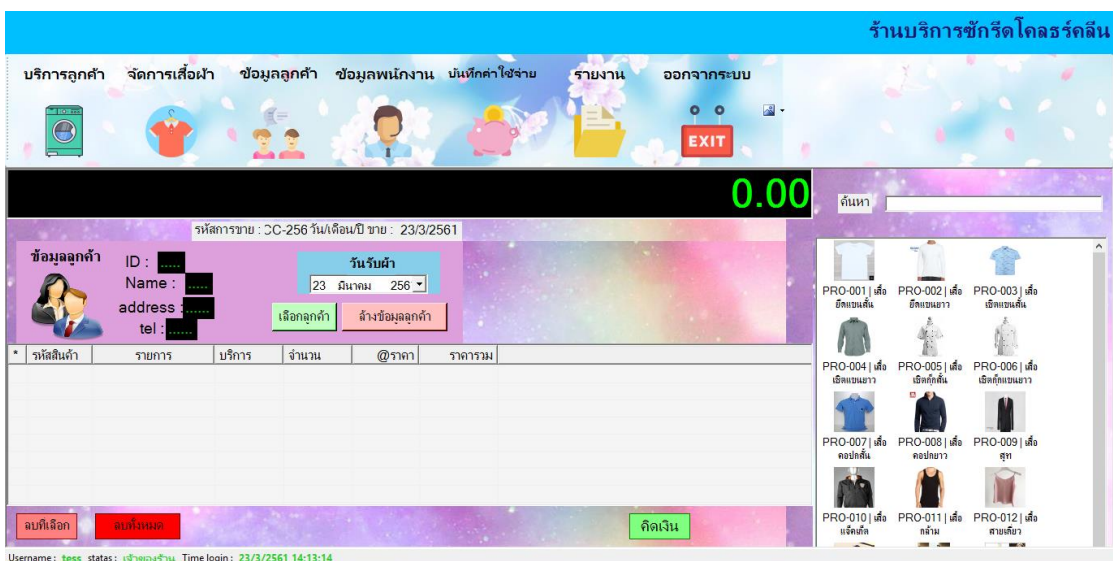 ร้านบริการซักรีดโคลธร์คลีน
บริการลูกค้า จัดการเสื้อผ้า ข้อมูลลูกค้า ข้อมูลพนักงาน บันทึกค่าใช้จ่าย รายงาน ออกจากระบบ
EXIT
0.00
ค้นหา
รหัสการขาย : CC-256 วัน/เดือน/ปี ขาย : 23/3/2561
ข้อมูลลูกค้า
ID : .....
Name : .....
address : ......
tel : ......
วันรับผ้า
23 มีนาคม 256
เลือกลูกค้า ล้างข้อมูลลูกค้า
* รหัสสินค้า รายการ บริการ จำนวน @ราคา ราคารวม
PRO-001 | เสื้อ
ยืดแขนสั้น
PRO-002 | เสื้อ
ยืดแขนยาว
PRO-003 | เสื้อ
เชิตแขนสั้น
PRO-004 | เสื้อ
เชิตแขนยาว
PRO-005 | เสื้อ
เชิตกุ๊กสั้น
PRO-006 | เสื้อ
เชิตกุ๊กแขนยาว
PRO-007 | เสื้อ
คอปกสั้น
PRO-008 | เสื้อ
คอปกยาว
PRO-009 | เสื้อ
สูท
PRO-010 | เสื้อ
แจ็คเก็ต
PRO-011 | เสื้อ
กล้าม
PRO-012 | เสื้อ
สายเดี่ยว
ลบที่เลือก ลบทั้งหมด คิดเงิน
Username : tess statas : เจ้าของร้าน Time login : 23/3/2561 14:13:14